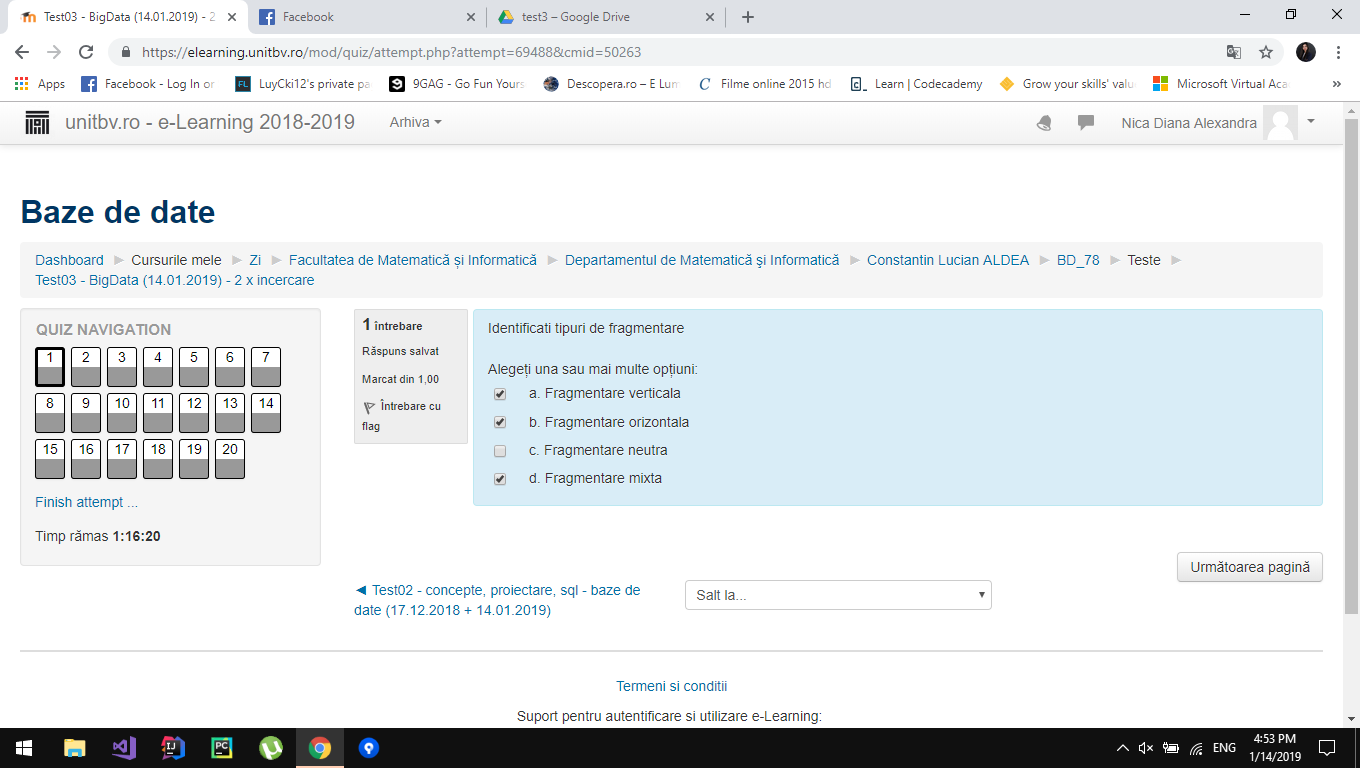 Test03 - BigData (14.01.2019) - 2
Facebook
test3 – Google Drive
https://elearning.unitbv.ro/mod/quiz/attempt.php?attempt=69488&cmid=50263
Apps
Facebook - Log In or
LuyCki12's private pa
9GAG - Go Fun Yours
Descopera.ro – E Lum
Filme online 2015 hd
Learn | Codecademy
Grow your skills' valu
Microsoft Virtual Aca
»
unitbv.ro - e-Learning 2018-2019
Arhiva
Nica Diana Alexandra
Baze de date
Dashboard ► Cursurile mele ► Zi ► Facultatea de Matematică și Informatică ► Departamentul de Matematică şi Informatică ► Constantin Lucian ALDEA ► BD_78 ► Teste ►
Test03 - BigData (14.01.2019) - 2 x incercare
QUIZ NAVIGATION
1 2 3 4 5 6 7
8 9 10 11 12 13 14
15 16 17 18 19 20
Finish attempt ...
Timp rămas 1:16:20
1 întrebare
Răspuns salvat
Marcat din 1,00
Întrebare cu
flag
Identificati tipuri de fragmentare
Alegeți una sau mai multe opțiuni:
a. Fragmentare verticala
b. Fragmentare orizontala
c. Fragmentare neutra
d. Fragmentare mixta
Următoarea pagină
◄ Test02 - concepte, proiectare, sql - baze de
date (17.12.2018 + 14.01.2019)
Salt la...
Termeni si conditii
Suport pentru autentificare si utilizare e-Learning:
ENG
4:53 PM
1/14/2019